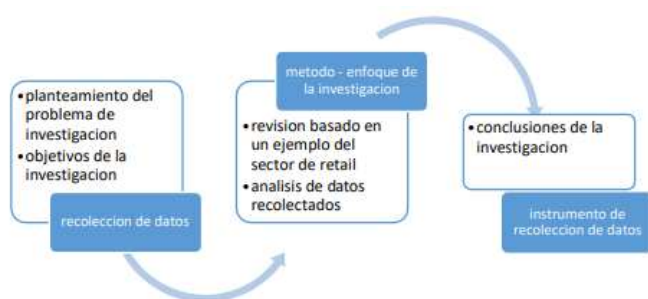 •planteamiento del
problema de
investigacion
•objetivos de la
investigacion
recoleccion de datos
metodo - enfoque de
la investigacion
•revision basado en
un ejemplo del
sector de retail
•analisis de datos
recolectados
•conclusiones de la
investigacion
instrumento de
recoleccion de datos